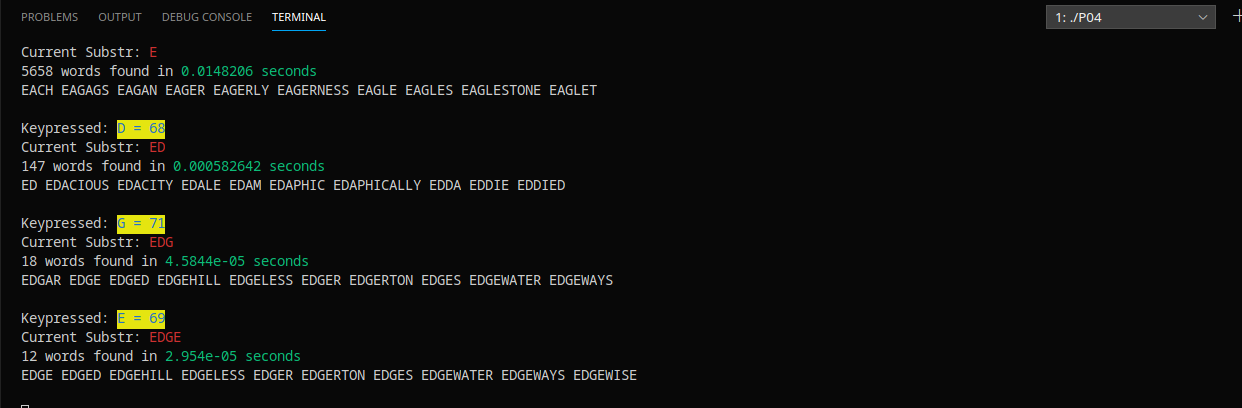 PROBLEMS OUTPUT DEBUG CONSOLE TERMINAL 1: ./P04
Current Substr: E
5658 words found in 0.0148206 seconds
EACH EAGAGS EAGAN EAGER EAGERLY EAGERNESS EAGLE EAGLES EAGLESTONE EAGLET
Keypressed: D = 68
Current Substr: ED
147 words found in 0.000582642 seconds
ED EDACIOUS EDACITY EDALE EDAM EDAPHIC EDAPHICALLY EDDA EDDIE EDDIED
Keypressed: G = 71
Current Substr: EDG
18 words found in 4.5844e-05 seconds
EDGAR EDGE EDGED EDGEHILL EDGELESS EDGER EDGERTON EDGES EDGEWATER EDGEWAYS
Keypressed: E = 69
Current Substr: EDGE
12 words found in 2.954e-05 seconds
EDGE EDGED EDGEHILL EDGELESS EDGER EDGERTON EDGES EDGEWATER EDGEWAYS EDGEWISE